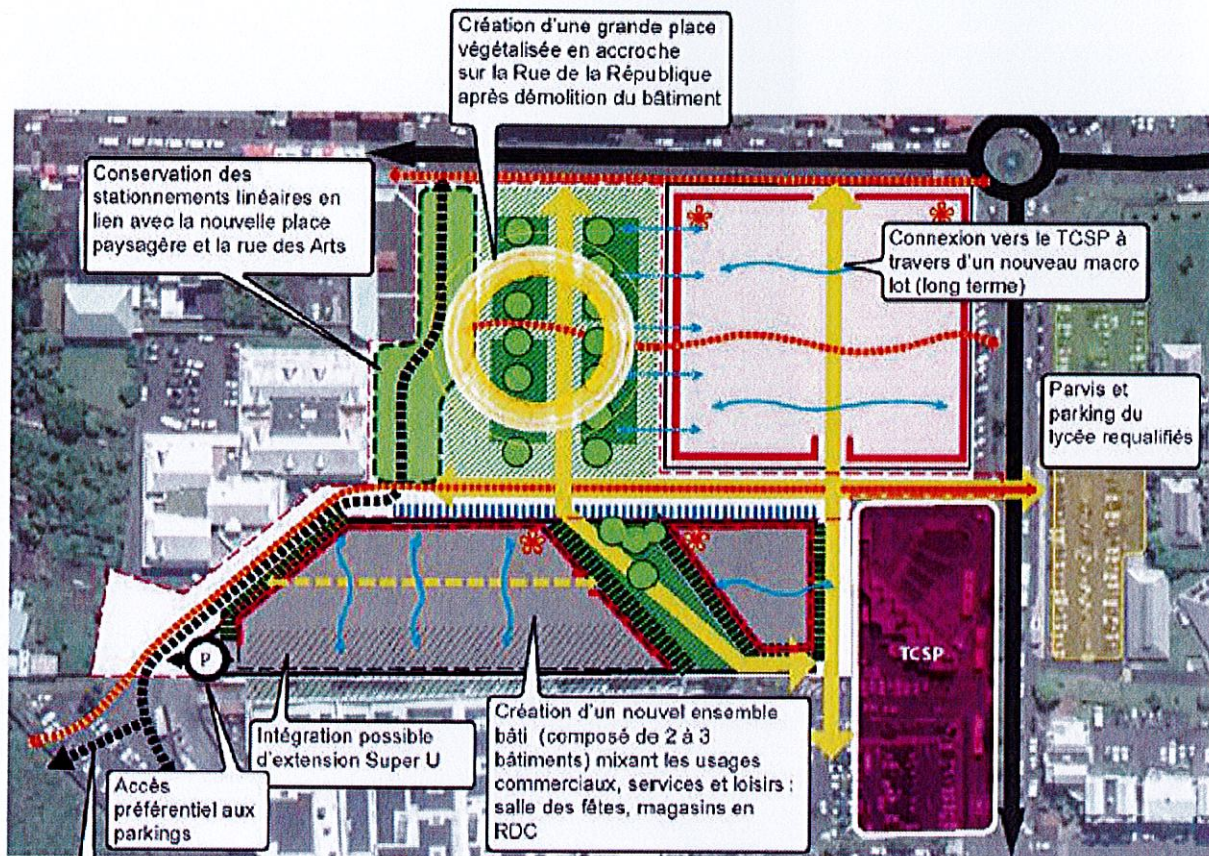 Création d'une grande place
végétalisée en accroche
sur la Rue de la République
après démolition du bâtiment
Conservation des
stationnements linéaires en
lien avec la nouvelle place
paysagère et la rue des Arts
Connexion vers le TCSP à
travers d'un nouveau macro
lot (long terme)
Parvis et
parking du
lycée requalifiés
TCSP
P
Intégration possible
d'extension Super U
Accès
préférentiel aux
parkings
Création d'un nouvel ensemble
bâti (composé de 2 à 3
bâtiments) mixant les usages
commerciaux, services et loisirs :
salle des fêtes, magasins en
RDC